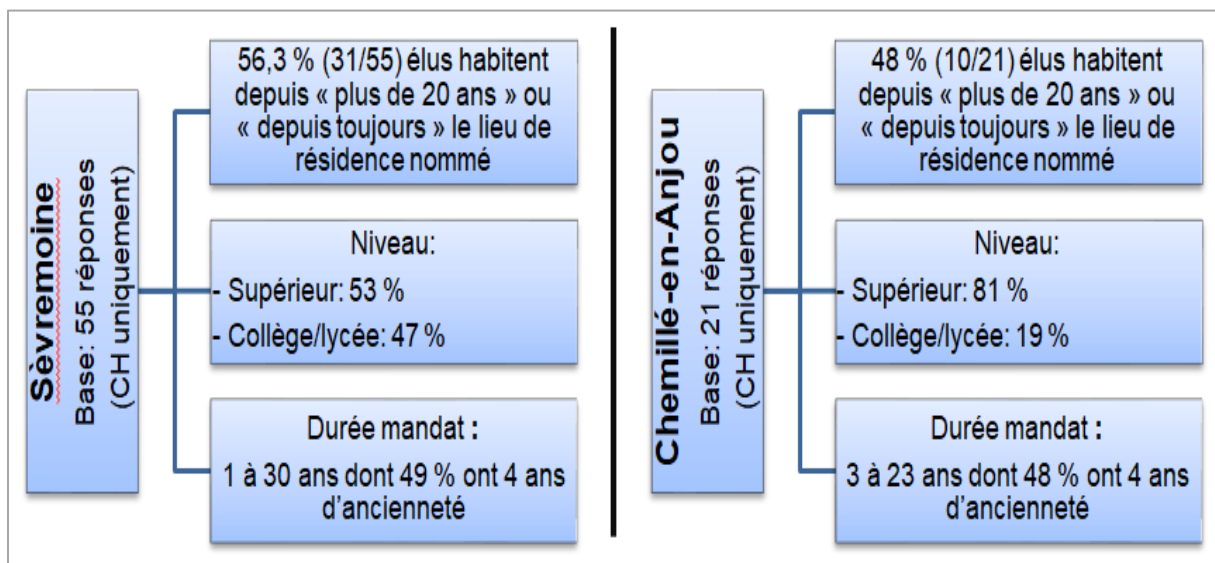 Sèvremoine
Base: 55 réponses
(CH uniquement)
56,3 % (31/55) élus habitent
depuis « plus de 20 ans » ou
« depuis toujours » le lieu de
résidence nommé
Niveau:
- Supérieur: 53 %
- Collège/lycée: 47 %
Durée mandat :
1 à 30 ans dont 49 % ont 4 ans
d’ancienneté
Chemillé-en-Anjou
Base: 21 réponses
(CH uniquement)
48 % (10/21) élus habitent
depuis « plus de 20 ans » ou
« depuis toujours » le lieu de
résidence nommé
Niveau:
- Supérieur: 81 %
- Collège/lycée: 19 %
Durée mandat :
3 à 23 ans dont 48 % ont 4 ans
d’ancienneté